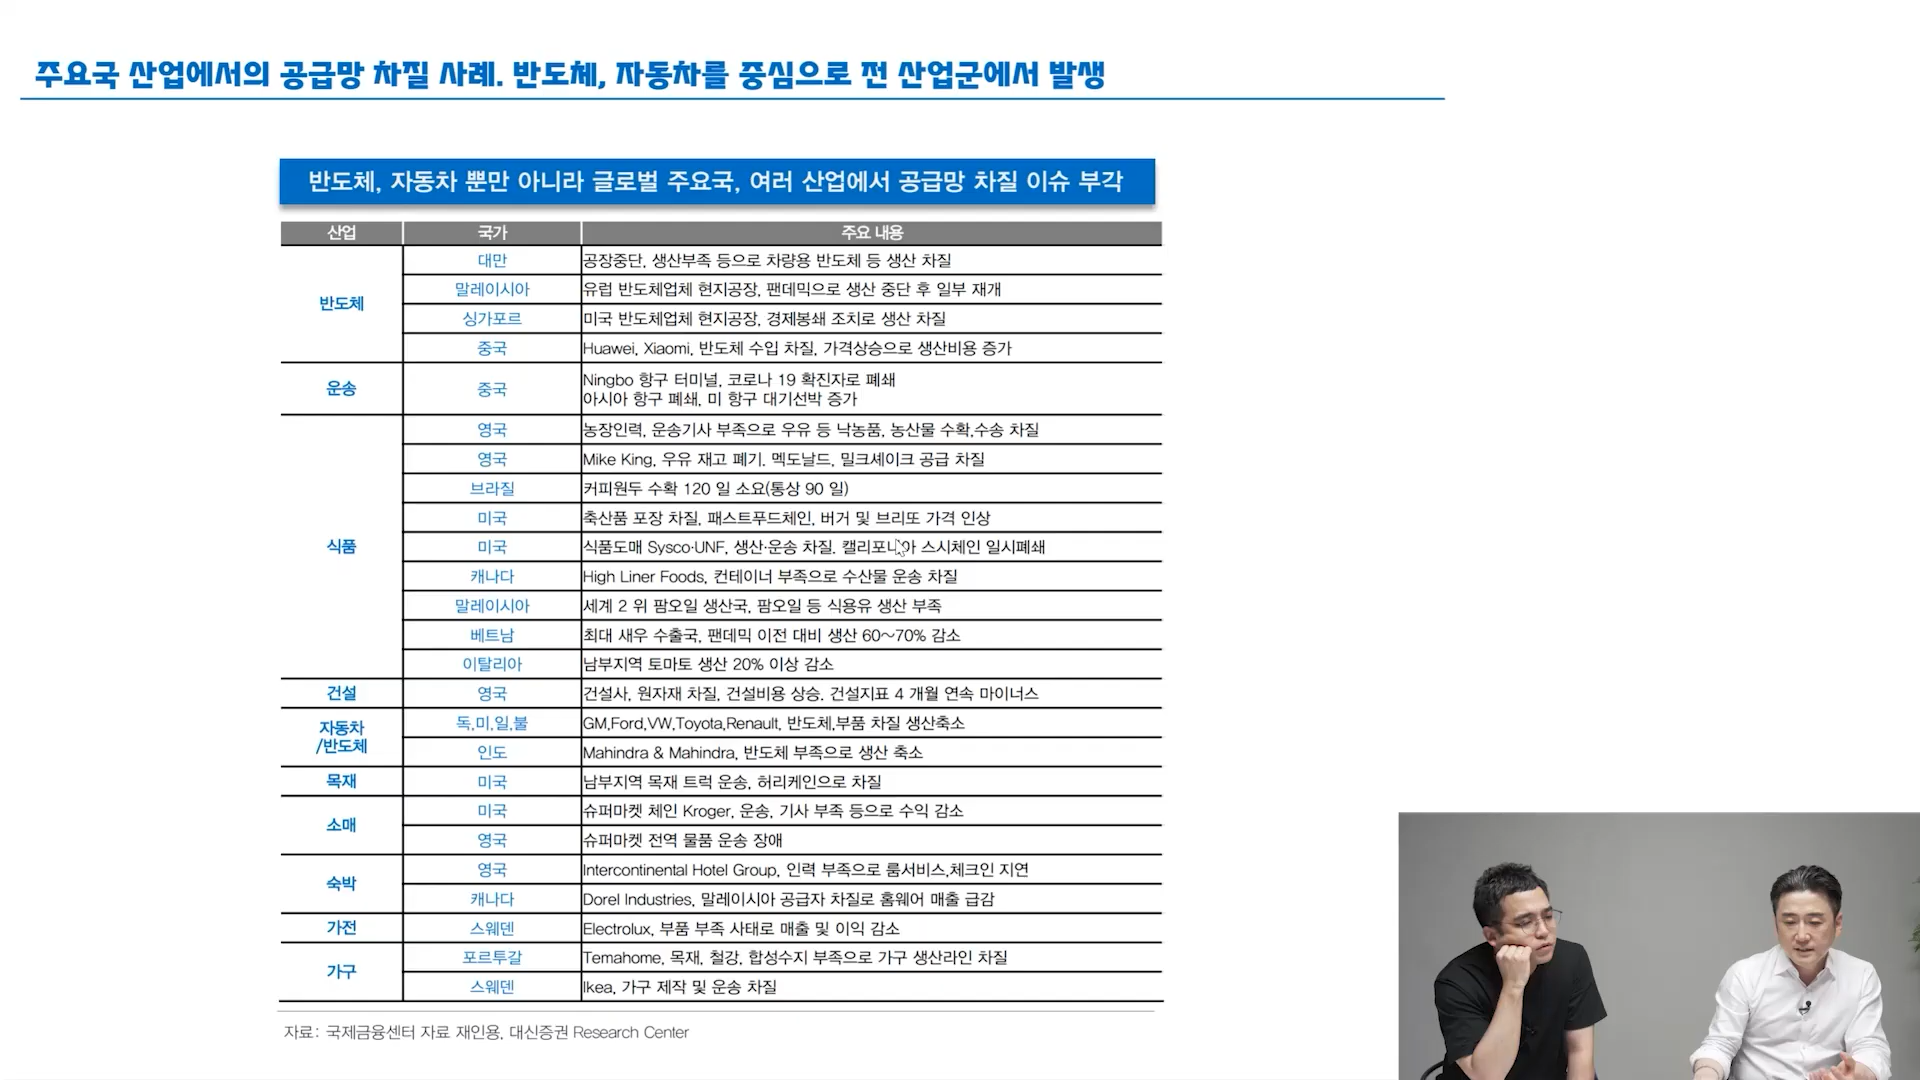 주요국 산업에서의 공급망 차질 사례. 반도체, 자동차를 중심으로 전 산업군에서 발생
반도체, 자동차 뿐만 아니라 글로벌 주요국, 여러 산업에서 공급망 차질 이슈 부각
산업 국가 주요 내용
반도체
대만 공장중단, 생산부족 등으로 차량용 반도체 등 생산 차질
말레이시아 유럽 반도체업체 현지공장, 팬데믹으로 생산 중단 후 일부 재개
싱가포르 미국 반도체업체 현지공장, 경제봉쇄 조치로 생산 차질
중국 Huawei, Xiaomi, 반도체 수입 차질, 가격상승으로 생산비용 증가
운송
중국 Ningbo 항구 터미널, 코로나 19 확진자로 폐쇄
아시아 항구 폐쇄, 미 항구 대기선박 증가
식품
영국 농장인력, 운송기사 부족으로 우유 등 낙농품, 농산물 수확,수송 차질
영국 Mike King, 우유 재고 폐기. 멕도날드, 밀크셰이크 공급 차질
브라질 커피원두 수확 120 일 소요(통상 90 일)
미국 축산품 포장 차질, 패스트푸드체인, 버거 및 브리또 가격 인상
미국 식품도매 Sysco·UNF, 생산·운송 차질. 캘리포니아 스시체인 일시폐쇄
캐나다 High Liner Foods, 컨테이너 부족으로 수산물 운송 차질
말레이시아 세계 2 위 팜오일 생산국, 팜오일 등 식용유 생산 부족
베트남 최대 새우 수출국, 팬데믹 이전 대비 생산 60~70% 감소
이탈리아 남부지역 토마토 생산 20% 이상 감소
건설 영국 건설사, 원자재 차질, 건설비용 상승. 건설지표 4 개월 연속 마이너스
자동차
/반도체
독,미,일,불 GM,Ford,VW,Toyota,Renault, 반도체,부품 차질 생산축소
인도 Mahindra & Mahindra, 반도체 부족으로 생산 축소
목재 미국 남부지역 목재 트럭 운송, 허리케인으로 차질
소매
미국 슈퍼마켓 체인 Kroger, 운송, 기사 부족 등으로 수익 감소
영국 슈퍼마켓 전역 물품 운송 장애
숙박
영국 Intercontinental Hotel Group, 인력 부족으로 룸서비스,체크인 지연
캐나다 Dorel Industries, 말레이시아 공급자 차질로 홈웨어 매출 급감
가전 스웨덴 Electrolux, 부품 부족 사태로 매출 및 이익 감소
가구
포르투갈 Temahome, 목재, 철강, 합성수지 부족으로 가구 생산라인 차질
스웨덴 Ikea, 가구 제작 및 운송 차질
자료: 국제금융센터 자료 재인용, 대신증권 Research Center